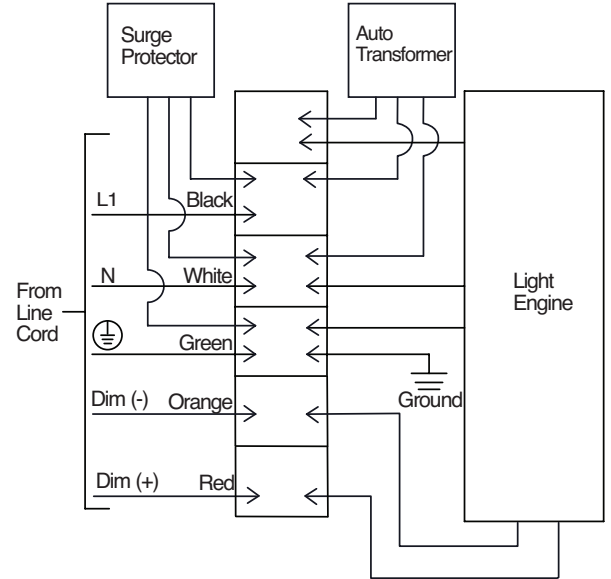 Surge
Protector
Auto
Transformer
L1
Black
N
White
From
Line
Cord
Green
Dim (-)
Orange
Ground
Dim (+)
Red
Light
Engine